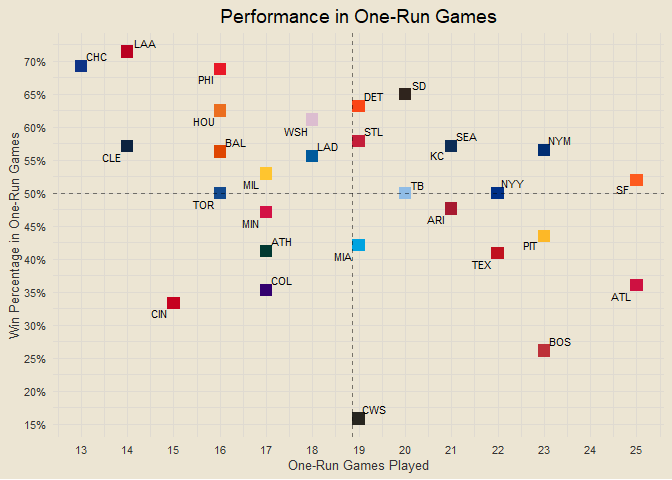 Performance in One-Run Games
Win Percentage in One-Run Games
70%
65%
60%
55%
50%
45%
40%
35%
30%
25%
20%
15%
LAA
CHC
PHI
DET
SD
HOU
WSH
STL
SEA
NYM
CLE
BAL
LAD
KC
MIL
TB
NYY
SF
TOR
MIN
ARI
ATH
MIA
TEX
PIT
COL
ATL
CIN
BOS
CWS
13 14 15 16 17 18 19 20 21 22 23 24 25
One-Run Games Played